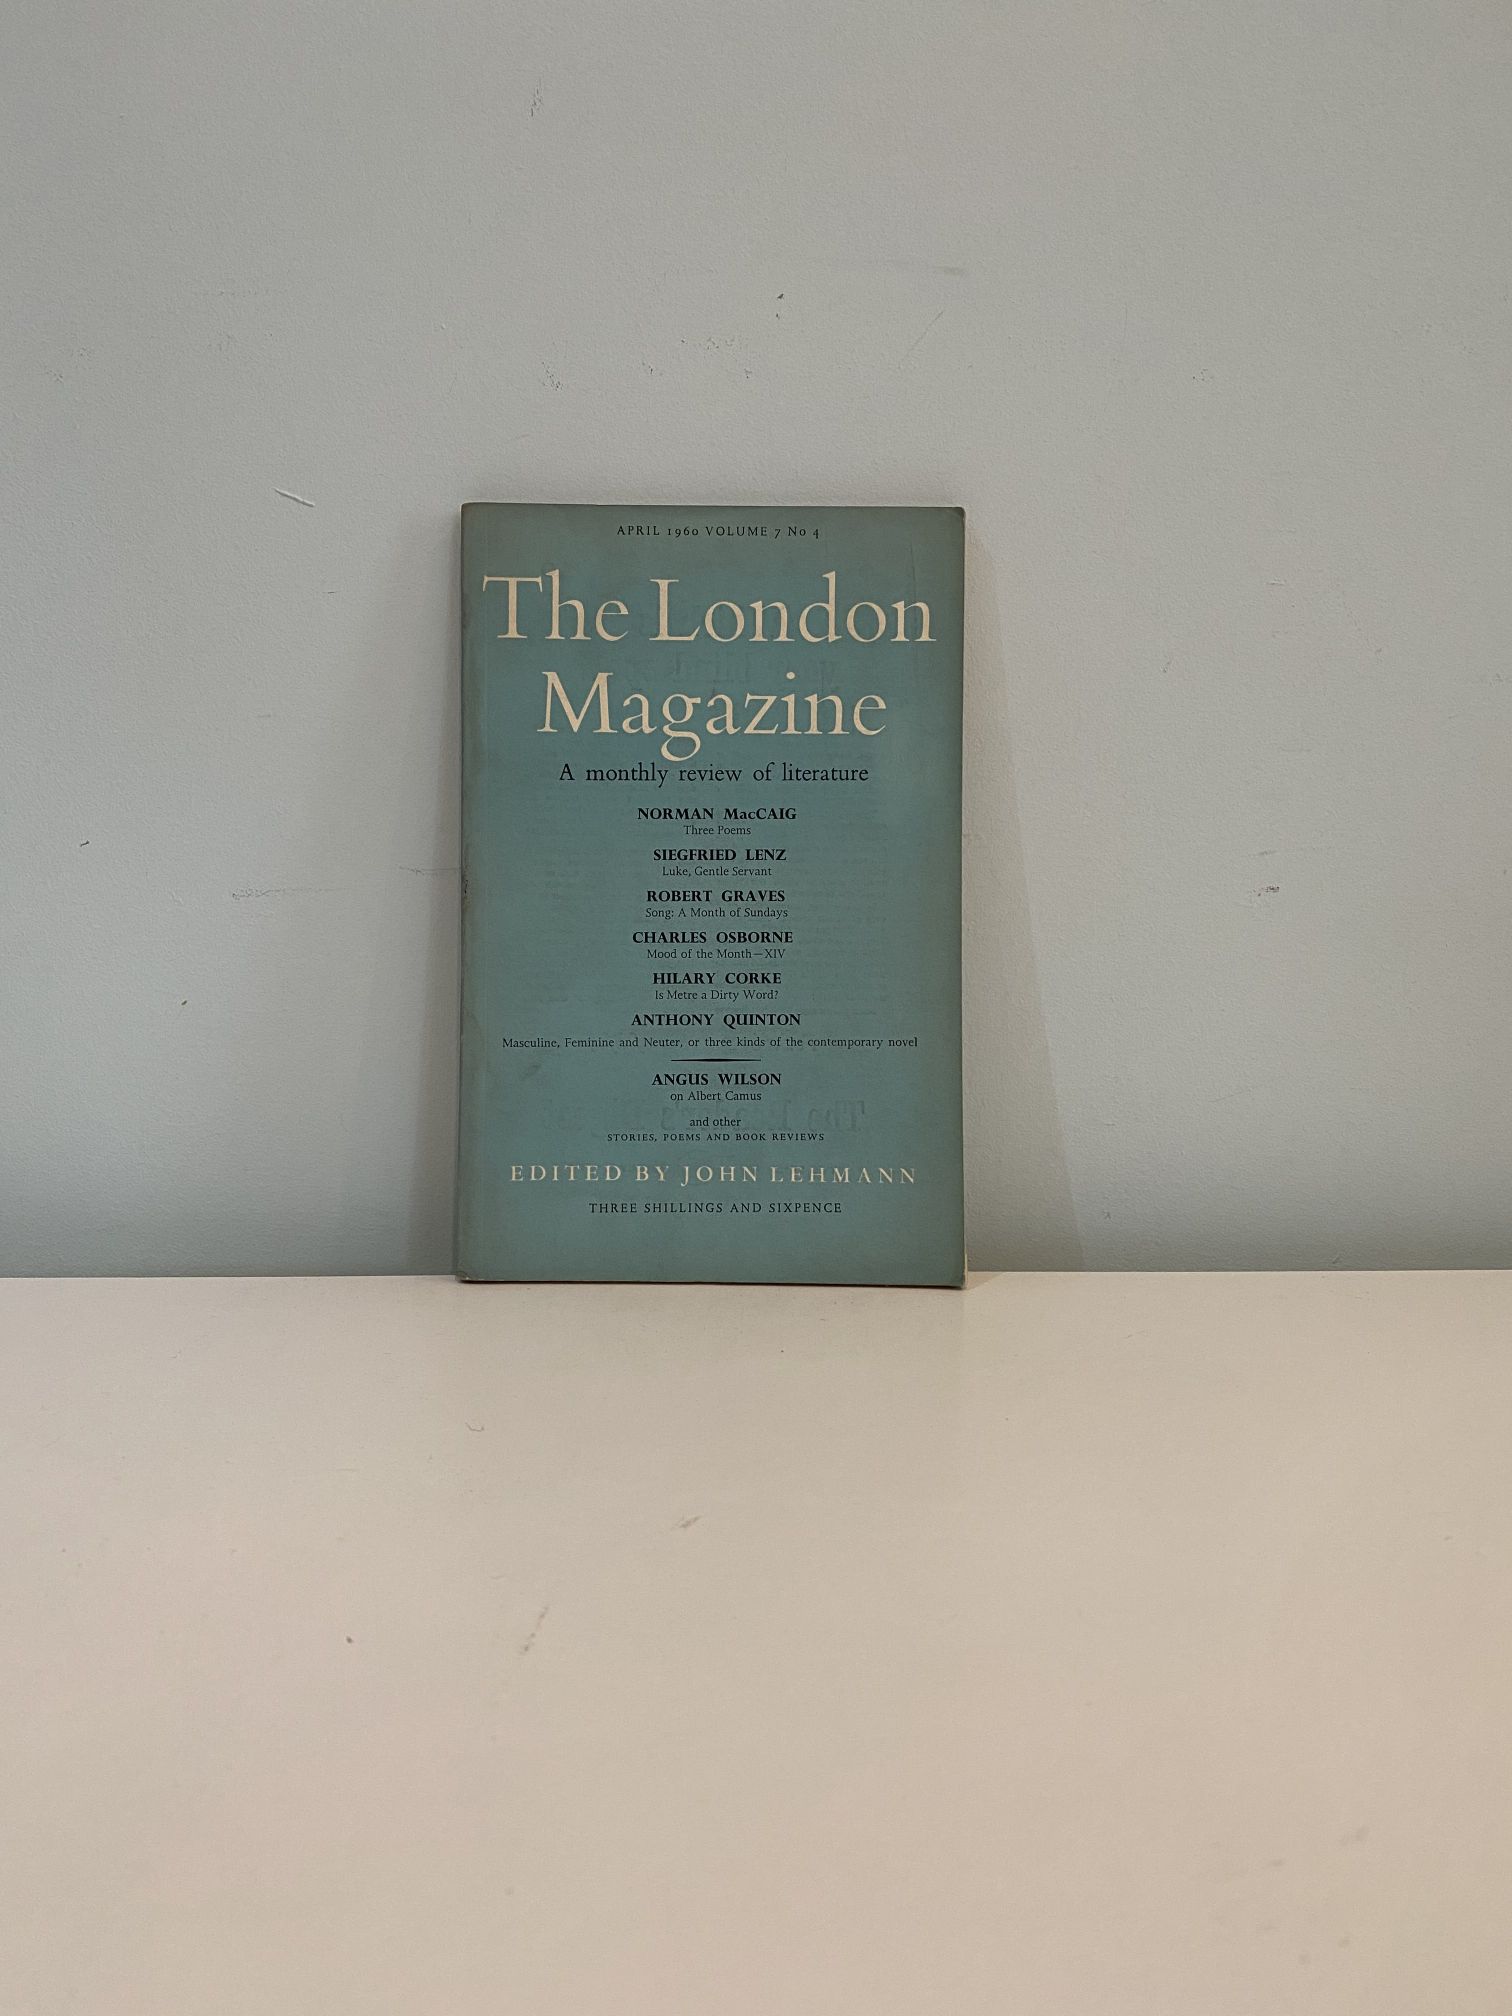 APRIL 1960 VOLUME 7 No 4
The London
Magazine
A monthly review of literature
NORMAN MacCAIG
Three Poems
SIEGFRIED LENZ
Luke, Gentle Servant
ROBERT GRAVES
Song: A Month of Sundays
CHARLES OSBORNE
Mood of the Month—XIV
HILARY CORKE
Is Metre a Dirty Word?
ANTHONY QUINTON
Masculine, Feminine and Neuter, or three kinds of the contemporary novel
ANGUS WILSON
on Albert Camus
and other
STORIES, POEMS AND BOOK REVIEWS
EDITED BY JOHN LEHMANN
THREE SHILLINGS AND SIXPENCE